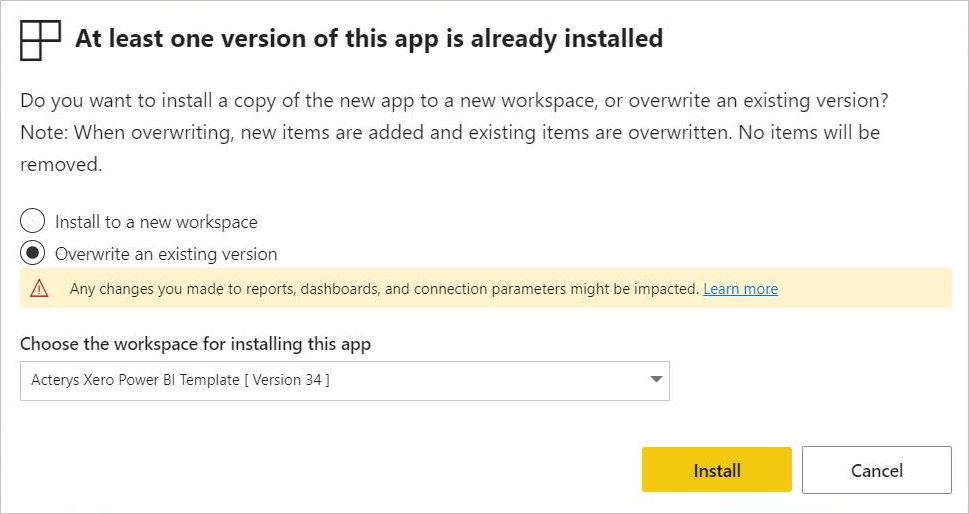 At least one version of this app is already installed
Do you want to install a copy of the new app to a new workspace, or overwrite an existing version?
Note: When overwriting, new items are added and existing items are overwritten. No items will be
removed.
Install to a new workspace
Overwrite an existing version
Any changes you made to reports, dashboards, and connection parameters might be impacted. Learn more
Choose the workspace for installing this app
Acterys Xero Power BI Template [ Version 34 ]
Install Cancel